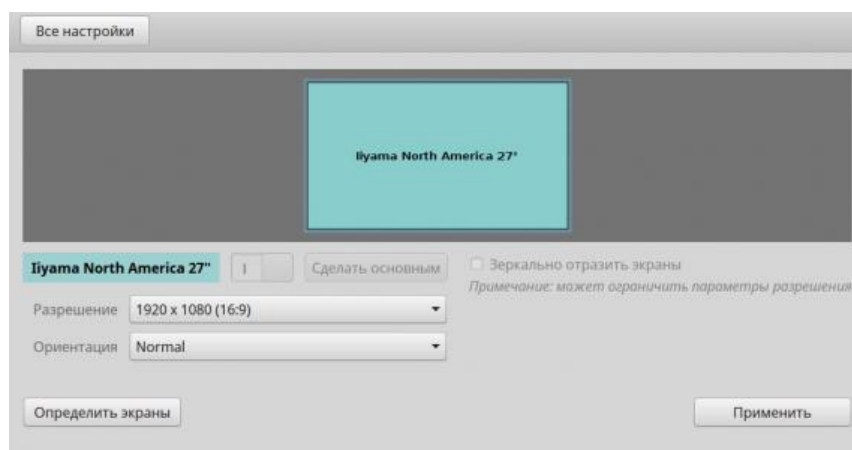 Все настройки
Iiyama North America 27"
Iiyama North America 27"
Сделать основным
Зеркально отразить экраны
Примечание: может ограничить параметры разрешения
Разрешение
1920 x 1080 (16:9)
Ориентация
Normal
Определить экраны
Применить